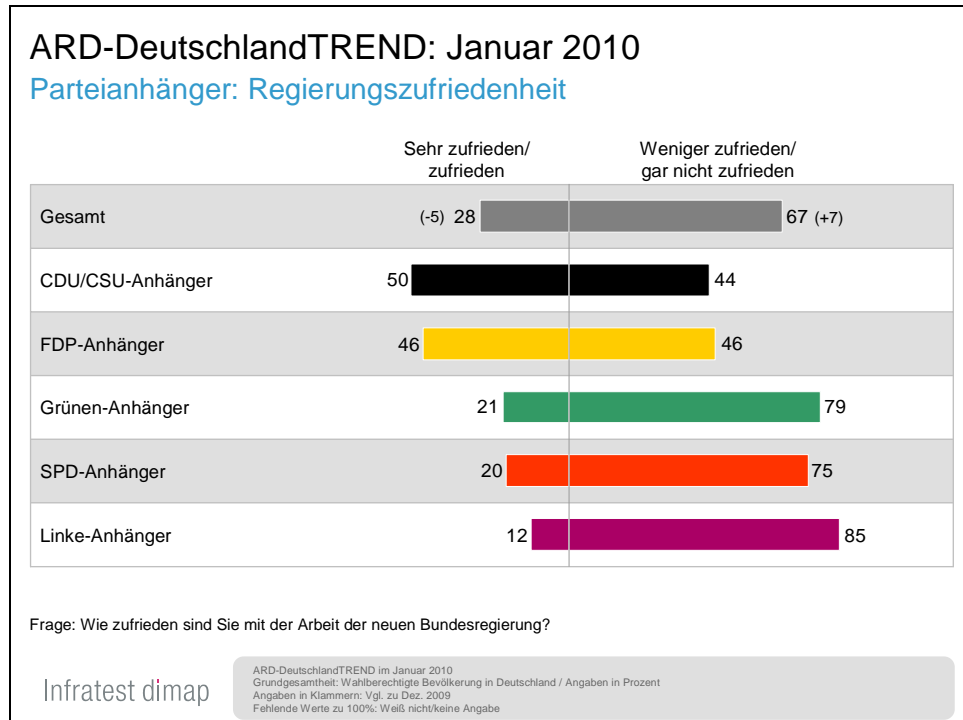 ARD-DeutschlandTREND: Januar 2010
Parteianhänger: Regierungszufriedenheit
Sehr zufrieden/
zufrieden
Weniger zufrieden/
gar nicht zufrieden
Gesamt (-5) 28 67 (+7)
CDU/CSU-Anhänger 50 44
FDP-Anhänger 46 46
Grünen-Anhänger 21 79
SPD-Anhänger 20 75
Linke-Anhänger 12 85
Frage: Wie zufrieden sind Sie mit der Arbeit der neuen Bundesregierung?
Infratest dimap
ARD-DeutschlandTREND im Januar 2010
Grundgesamtheit: Wahlberechtigte Bevölkerung in Deutschland / Angaben in Prozent
Angaben in Klammern: Vgl. zu Dez. 2009
Fehlende Werte zu 100%: Weiß nicht/keine Angabe